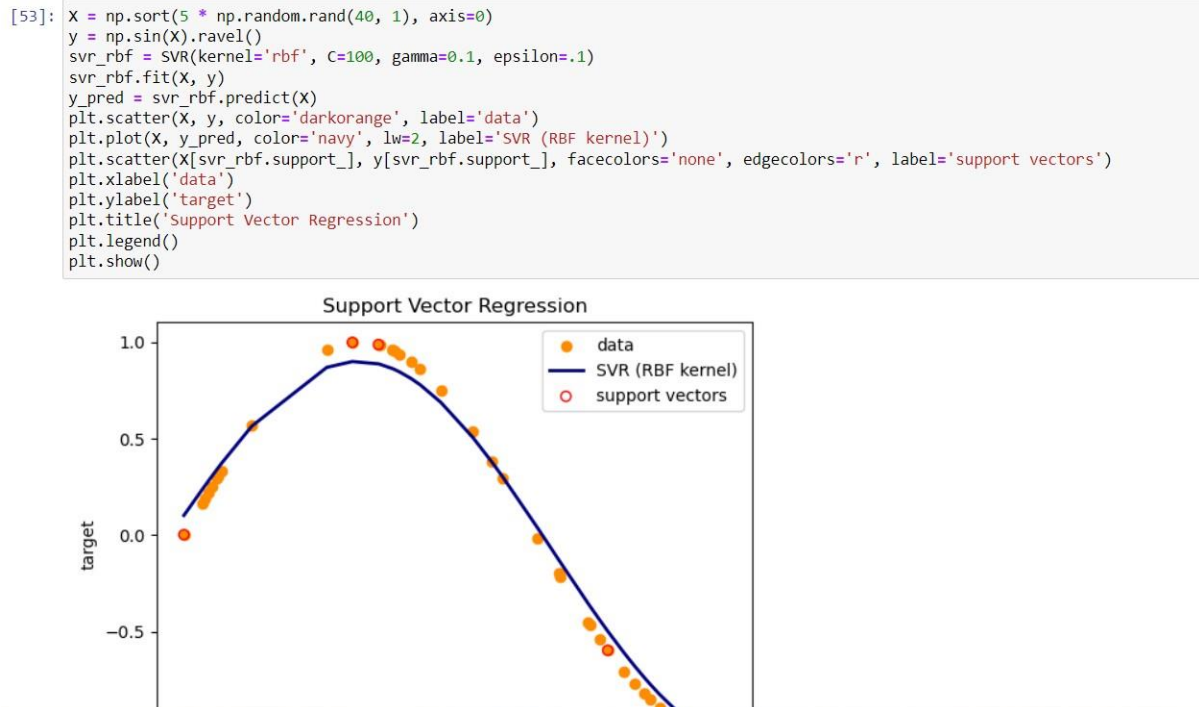 [53]: X = np.sort(5 * np.random.rand(40, 1), axis=0)
y = np.sin(X).ravel()
svr_rbf = SVR(kernel='rbf', C=100, gamma=0.1, epsilon=.1)
svr_rbf.fit(X, y)
y_pred = svr_rbf.predict(X)
plt.scatter(X, y, color='darkorange', label='data')
plt.plot(X, y_pred, color='navy', lw=2, label='SVR (RBF kernel)')
plt.scatter(X[svr_rbf.support_], y[svr_rbf.support_], facecolors='none', edgecolors='r', label='support vectors')
plt.xlabel('data')
plt.ylabel('target')
plt.title('Support Vector Regression')
plt.legend()
plt.show()
Support Vector Regression
data
SVR (RBF kernel)
support vectors
1.0
0.5
0.0
−0.5
target